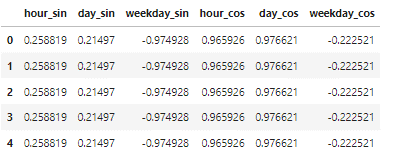 hour_sin day_sin weekday_sin hour_cos day_cos weekday_cos
0 0.258819 0.21497 -0.974928 0.965926 0.976621 -0.222521
1 0.258819 0.21497 -0.974928 0.965926 0.976621 -0.222521
2 0.258819 0.21497 -0.974928 0.965926 0.976621 -0.222521
3 0.258819 0.21497 -0.974928 0.965926 0.976621 -0.222521
4 0.258819 0.21497 -0.974928 0.965926 0.976621 -0.222521